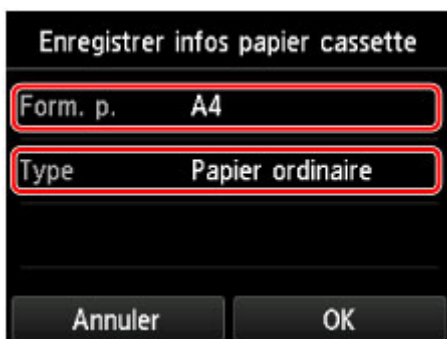 Enregistrer infos papier cassette
Form. p. A4
Type Papier ordinaire
Annuler OK